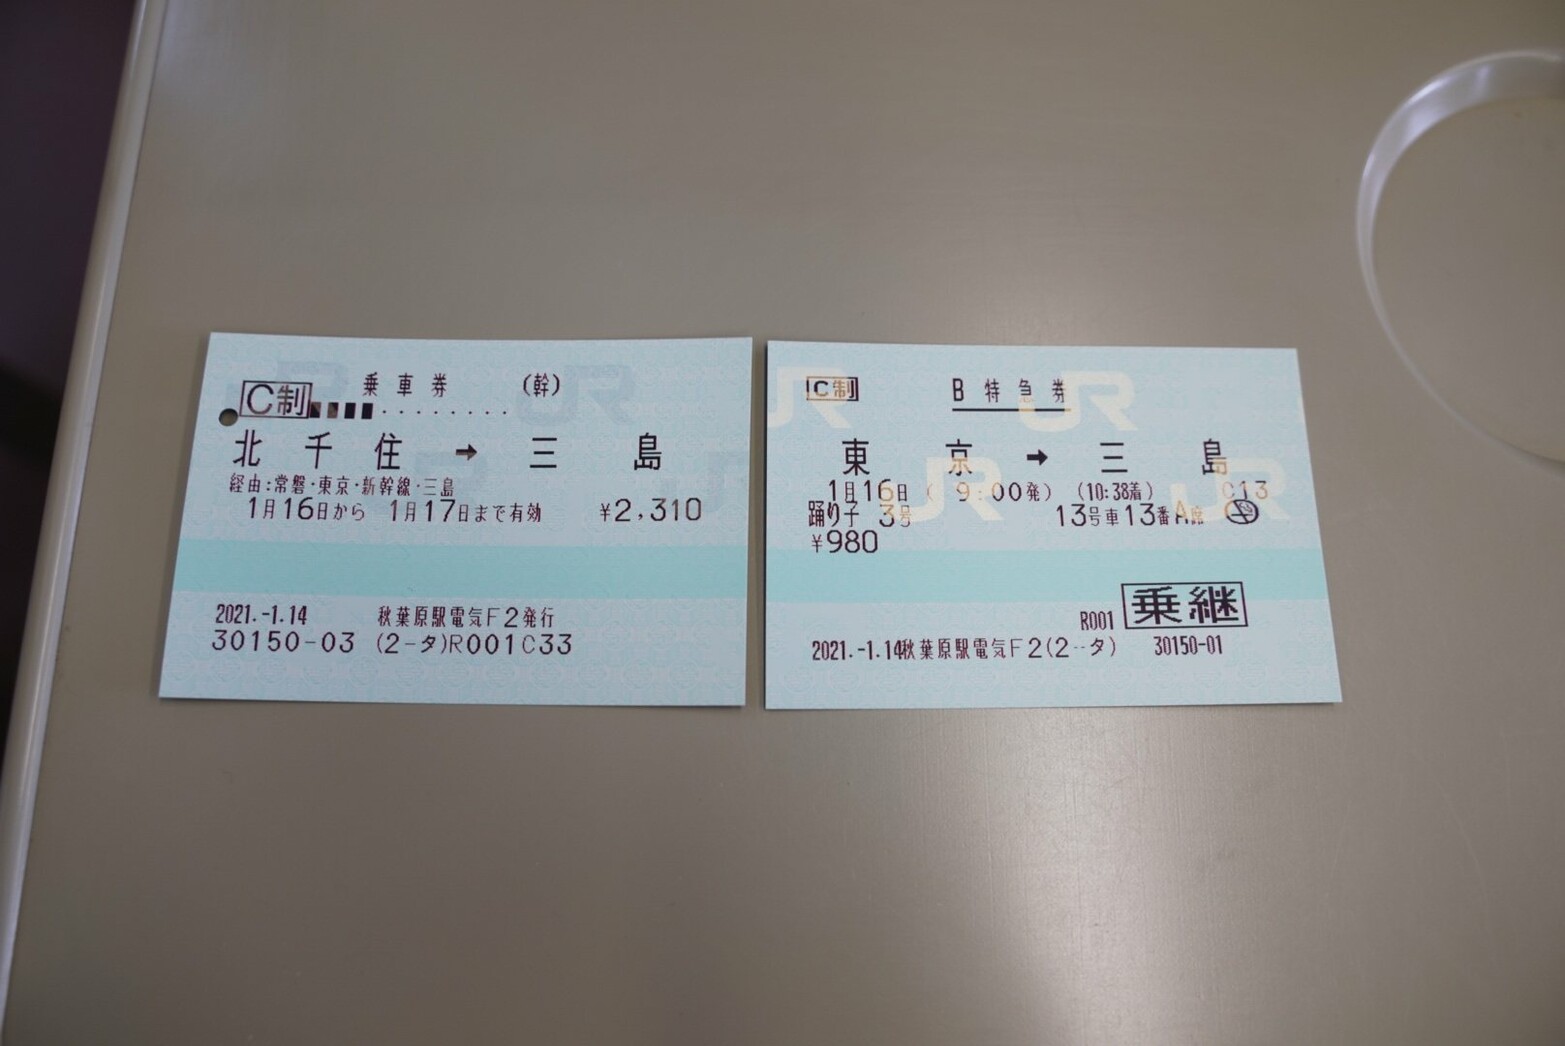 C制 乗車券 (幹)
北千住 → 三島
経由:常磐・東京・新幹線・三島
1月16日から 1月17日まで有効 ¥2,310
2021.-1.14 秋葉原駅電気F2発行
30150-03 (2-タ)R001C33
C制 B特急券
東京 → 三島
1月16日 ( 9:00発) (10:38着) C13
踊り子 3号 13号車13番A席
¥980
R001 乗継
2021.-1.14秋葉原駅電気F2(2-タ) 30150-01
JR